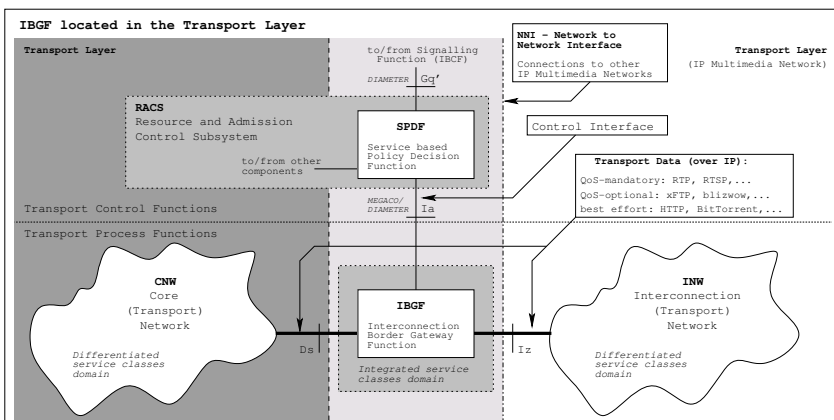 IBGF located in the Transport Layer
Transport Layer
to/from Signalling
Function (IBCF)
DIAMETER
Gq'
NNI – Network to
Network Interface
Connections to other
IP Multimedia Networks
Transport Layer
(IP Multimedia Network)
RACS
Resource and Admission
Control Subsystem
SPDF
Service based
Policy Decision
Function
to/from other
components
Control Interface
Transport Data (over IP):
QoS-mandatory: RTP, RTSP,...
QoS-optional: xFTP, blizwow,...
best effort: HTTP, BitTorrent,...
MEGACO/
DIAMETER
Ia
Transport Control Functions
Transport Process Functions
CNW
Core
(Transport)
Network
Differentiated
service classes
domain
Ds
IBGF
Interconnection
Border Gateway
Function
Integrated service
classes domain
Iz
INW
Interconnection
(Transport)
Network
Differentiated
service classes
domain